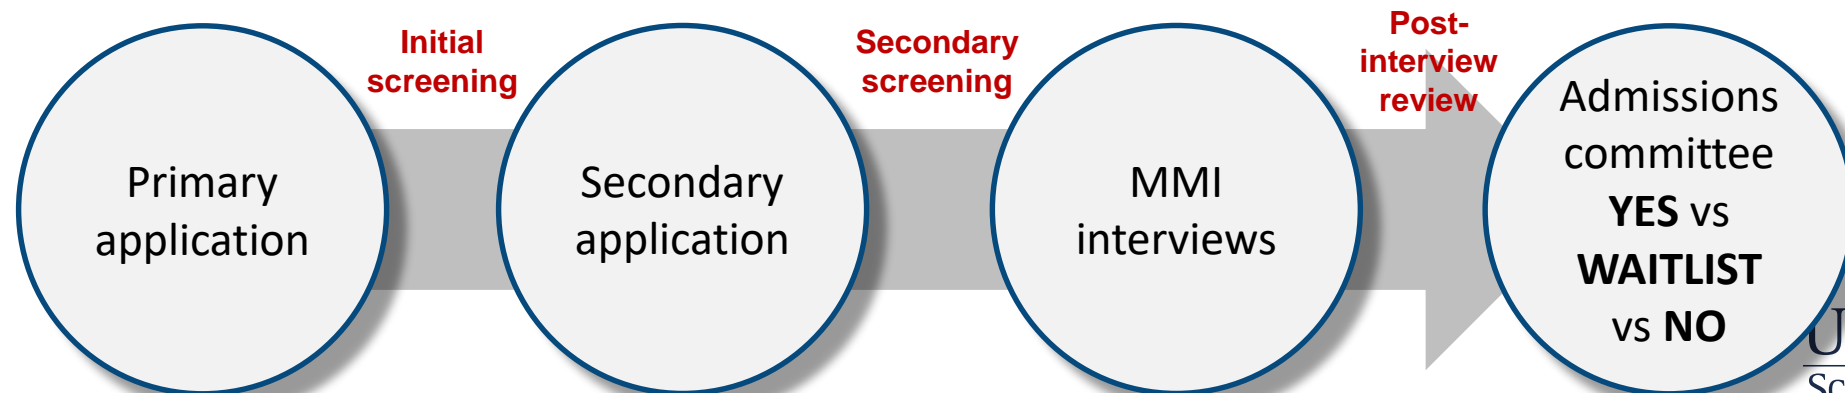 Primary
application
Initial
screening
Secondary
application
Secondary
screening
MMI
interviews
Post-
interview
review
Admissions
committee
YES vs
WAITLIST
vs NO